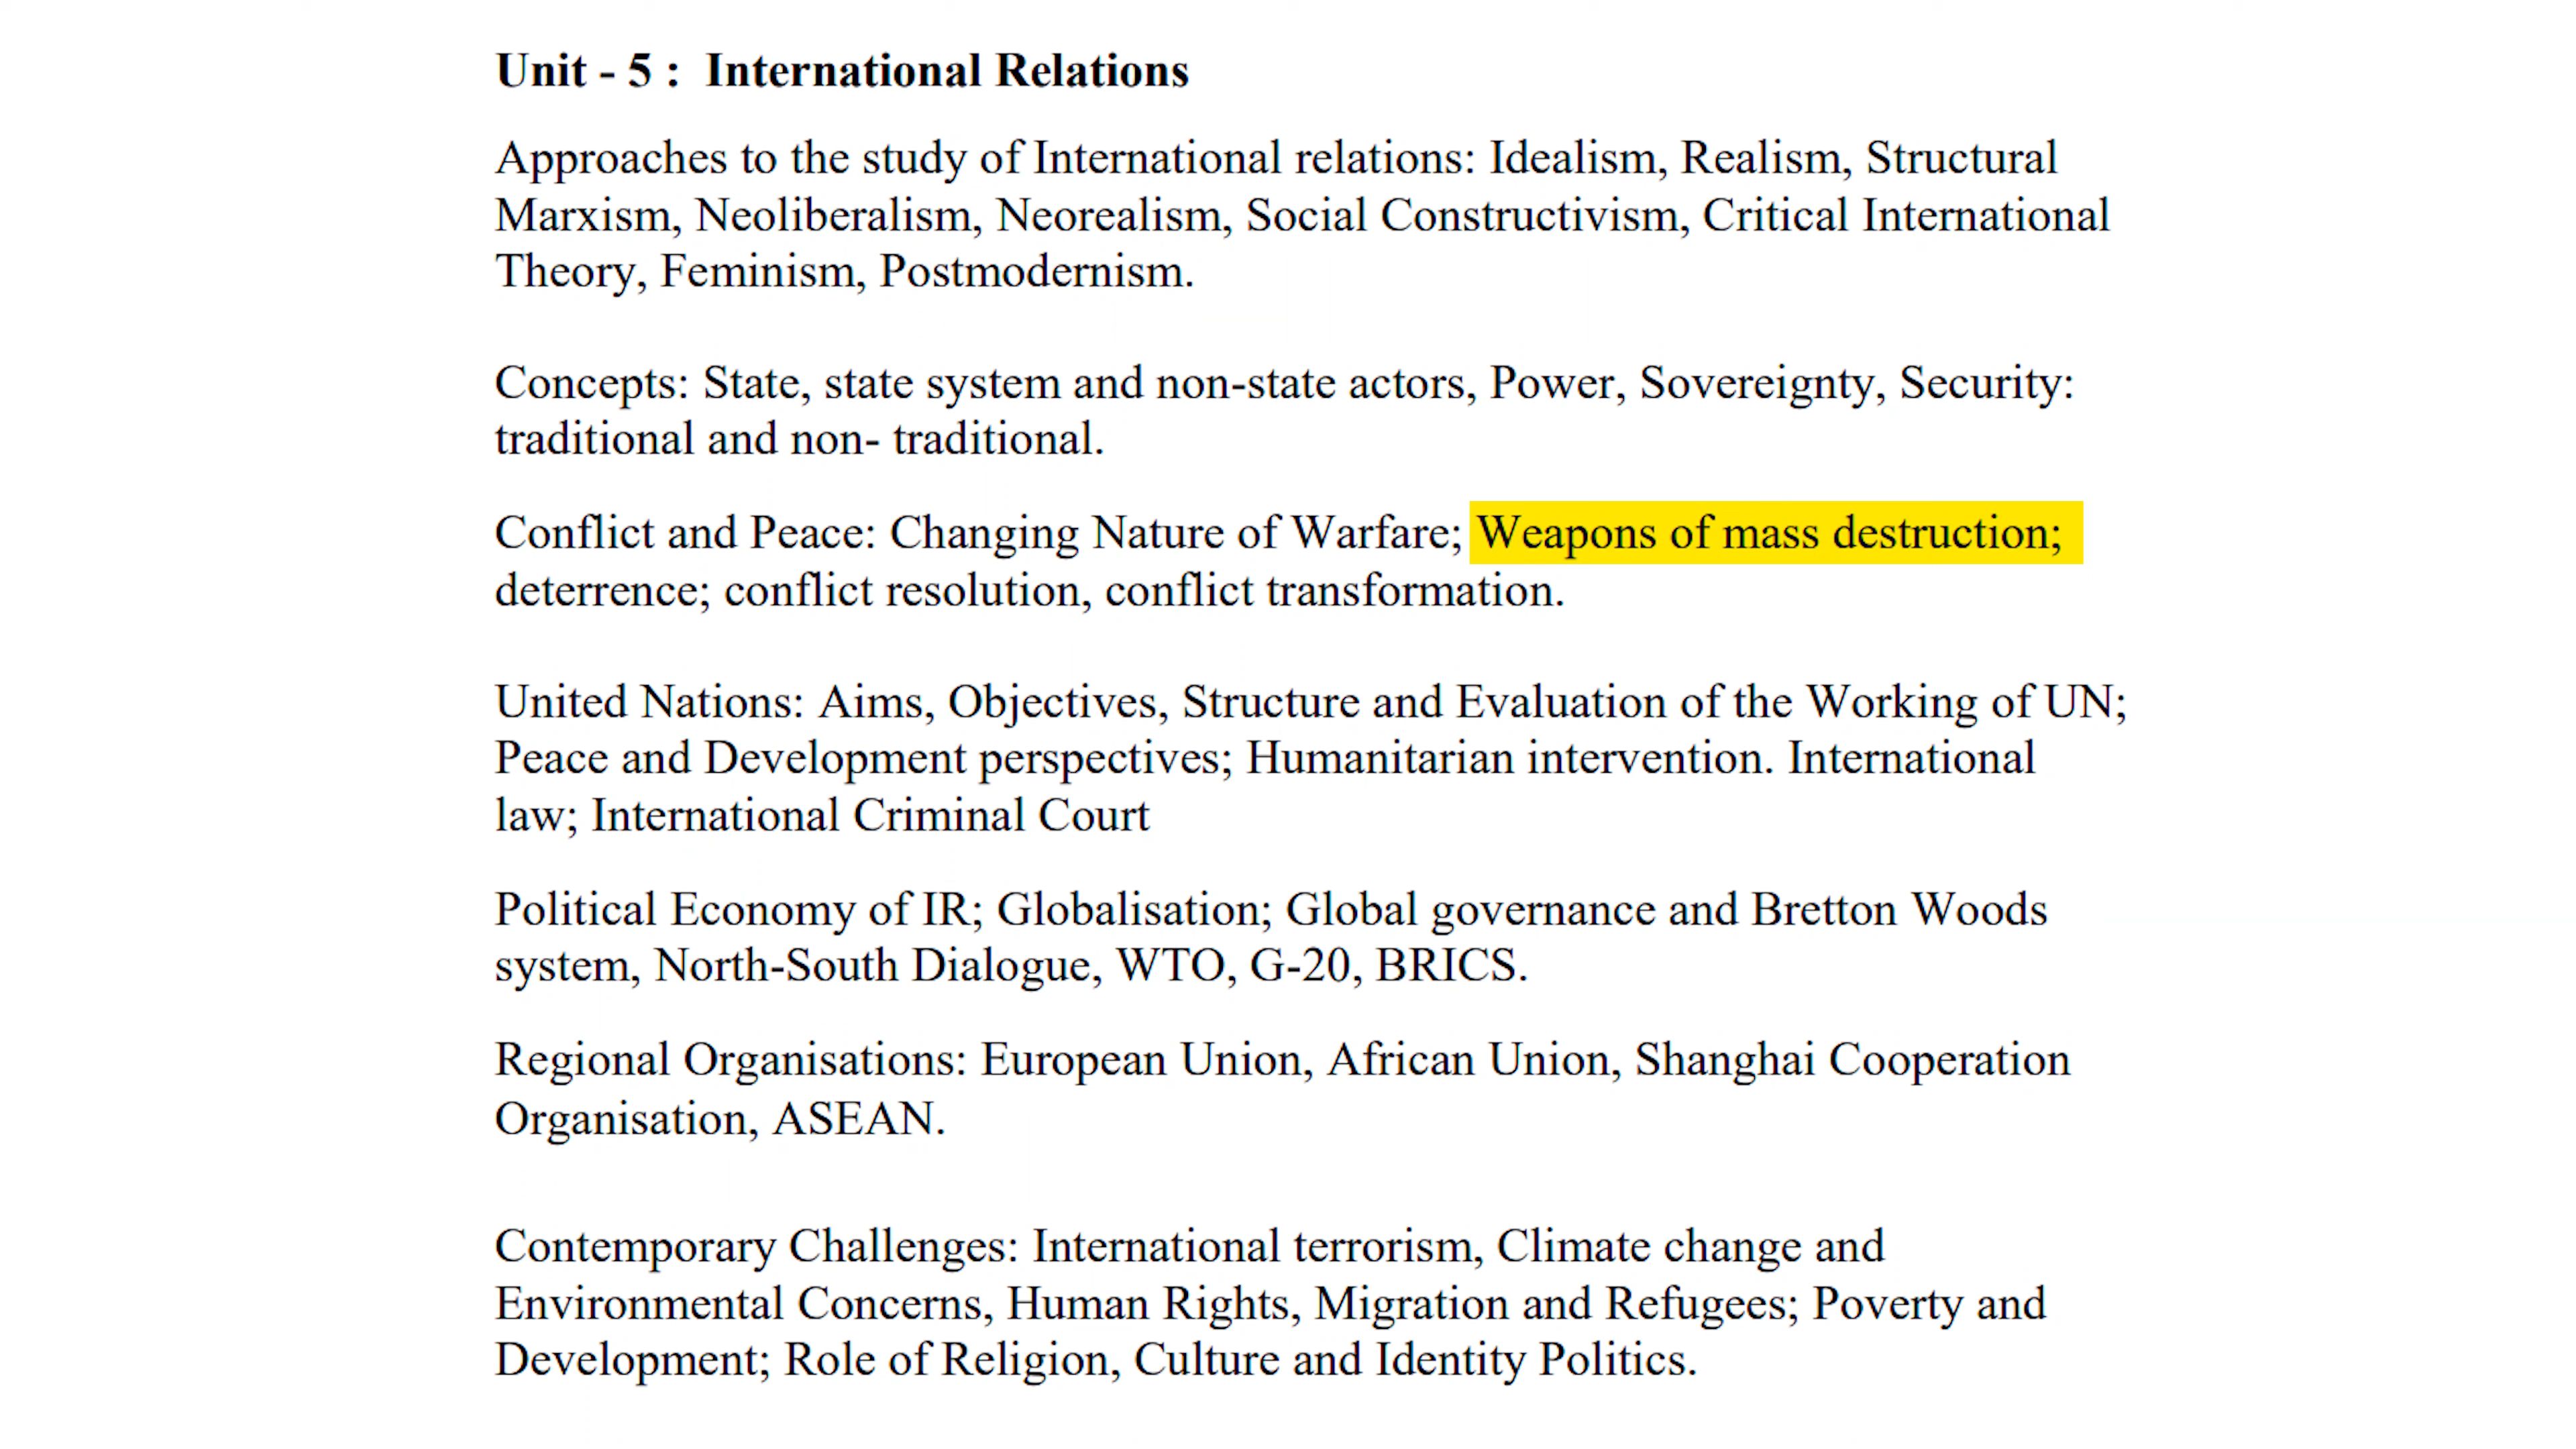 Unit - 5 : International Relations
Approaches to the study of International relations: Idealism, Realism, Structural
Marxism, Neoliberalism, Neorealism, Social Constructivism, Critical International
Theory, Feminism, Postmodernism.
Concepts: State, state system and non-state actors, Power, Sovereignty, Security:
traditional and non- traditional.
Conflict and Peace: Changing Nature of Warfare; Weapons of mass destruction;
deterrence; conflict resolution, conflict transformation.
United Nations: Aims, Objectives, Structure and Evaluation of the Working of UN;
Peace and Development perspectives; Humanitarian intervention. International
law; International Criminal Court
Political Economy of IR; Globalisation; Global governance and Bretton Woods
system, North-South Dialogue, WTO, G-20, BRICS.
Regional Organisations: European Union, African Union, Shanghai Cooperation
Organisation, ASEAN.
Contemporary Challenges: International terrorism, Climate change and
Environmental Concerns, Human Rights, Migration and Refugees; Poverty and
Development; Role of Religion, Culture and Identity Politics.